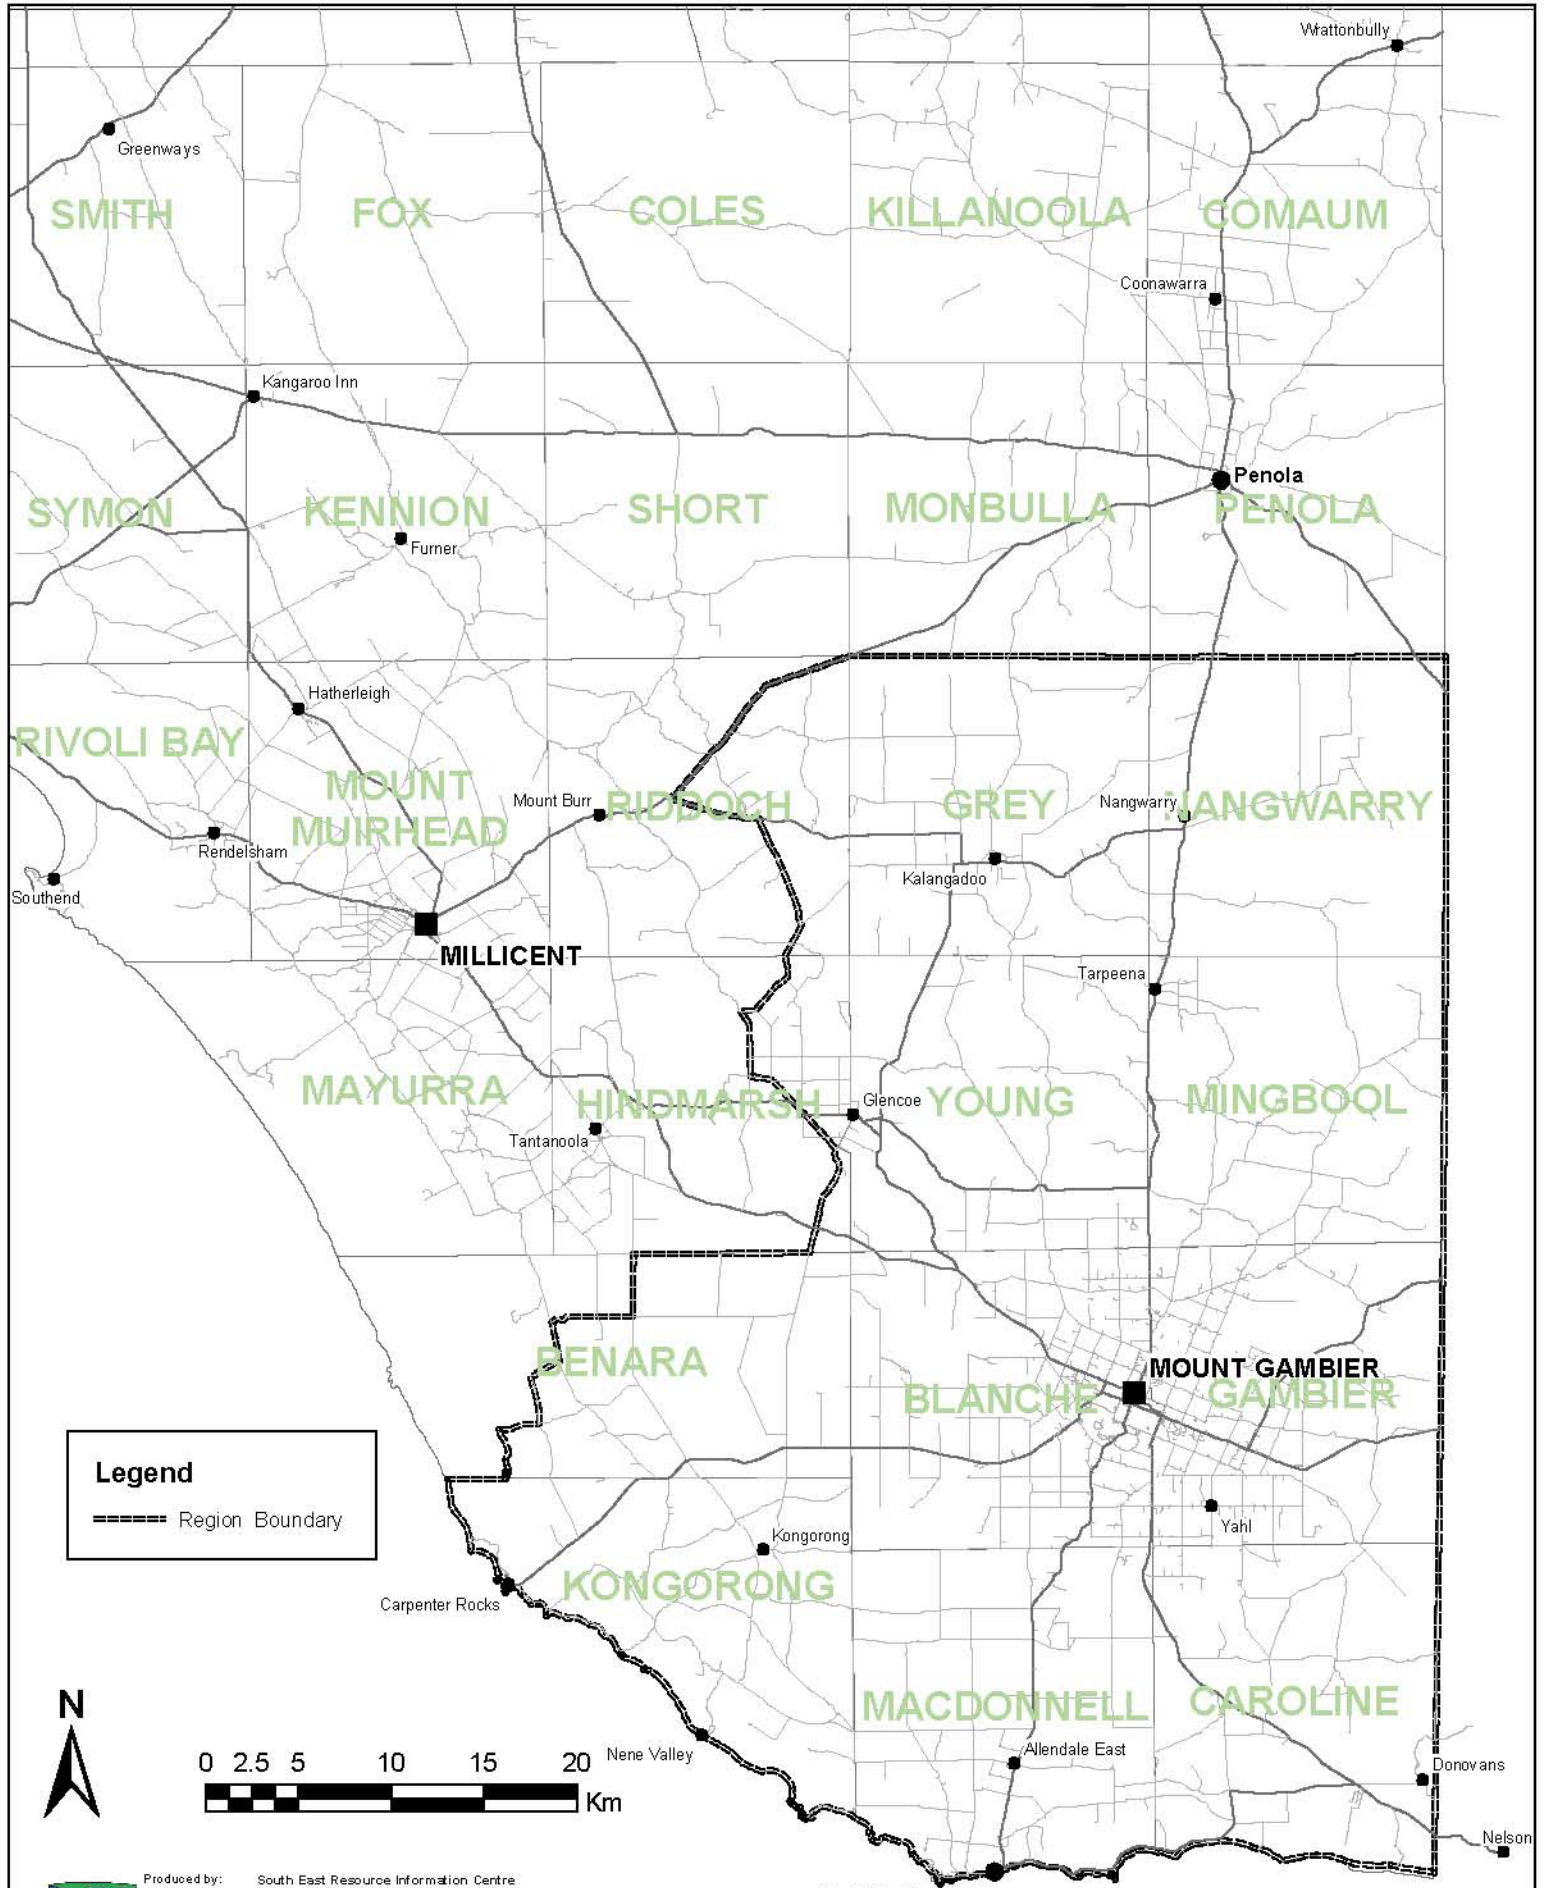 Wrattonbully
Greenways
SMITH
FOX
COLES
KILLANOOLA
COMAUM
Coonawarra
Kangaroo Inn
Penola
SYMON
KENNION
SHORT
MONBULLA
PENOLA
Furner
Hatherleigh
RIVOLI BAY
MOUNT
MUIRHEAD
Mount Burr
RIDDOCH
GREY
Nangwarry
NANGWARRY
Rendelsham
Kalangadoo
Southend
MILLICENT
Tarpeena
MAYURRA
HINDMARSH
Glencoe
YOUNG
MINGBOOL
Tantanoola
BENARA
MOUNT GAMBIER
BLANCHE
GAMBIER
Legend
Region Boundary
Yahl
Kongorong
KONGORONG
Carpenter Rocks
MACDONNELL
CAROLINE
N
Nene Valley
Allendale East
Donovans
0 2.5 5 10 15 20
Km
Nelson
Produced by: South East Resource Information Centre